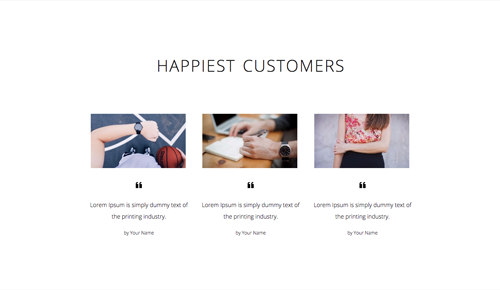 HAPPIEST CUSTOMERS
❝
Lorem Ipsum is simply dummy text of
the printing industry.
by Your Name
❝
Lorem Ipsum is simply dummy text of
the printing industry.
by Your Name
❝
Lorem Ipsum is simply dummy text of
the printing industry.
by Your Name